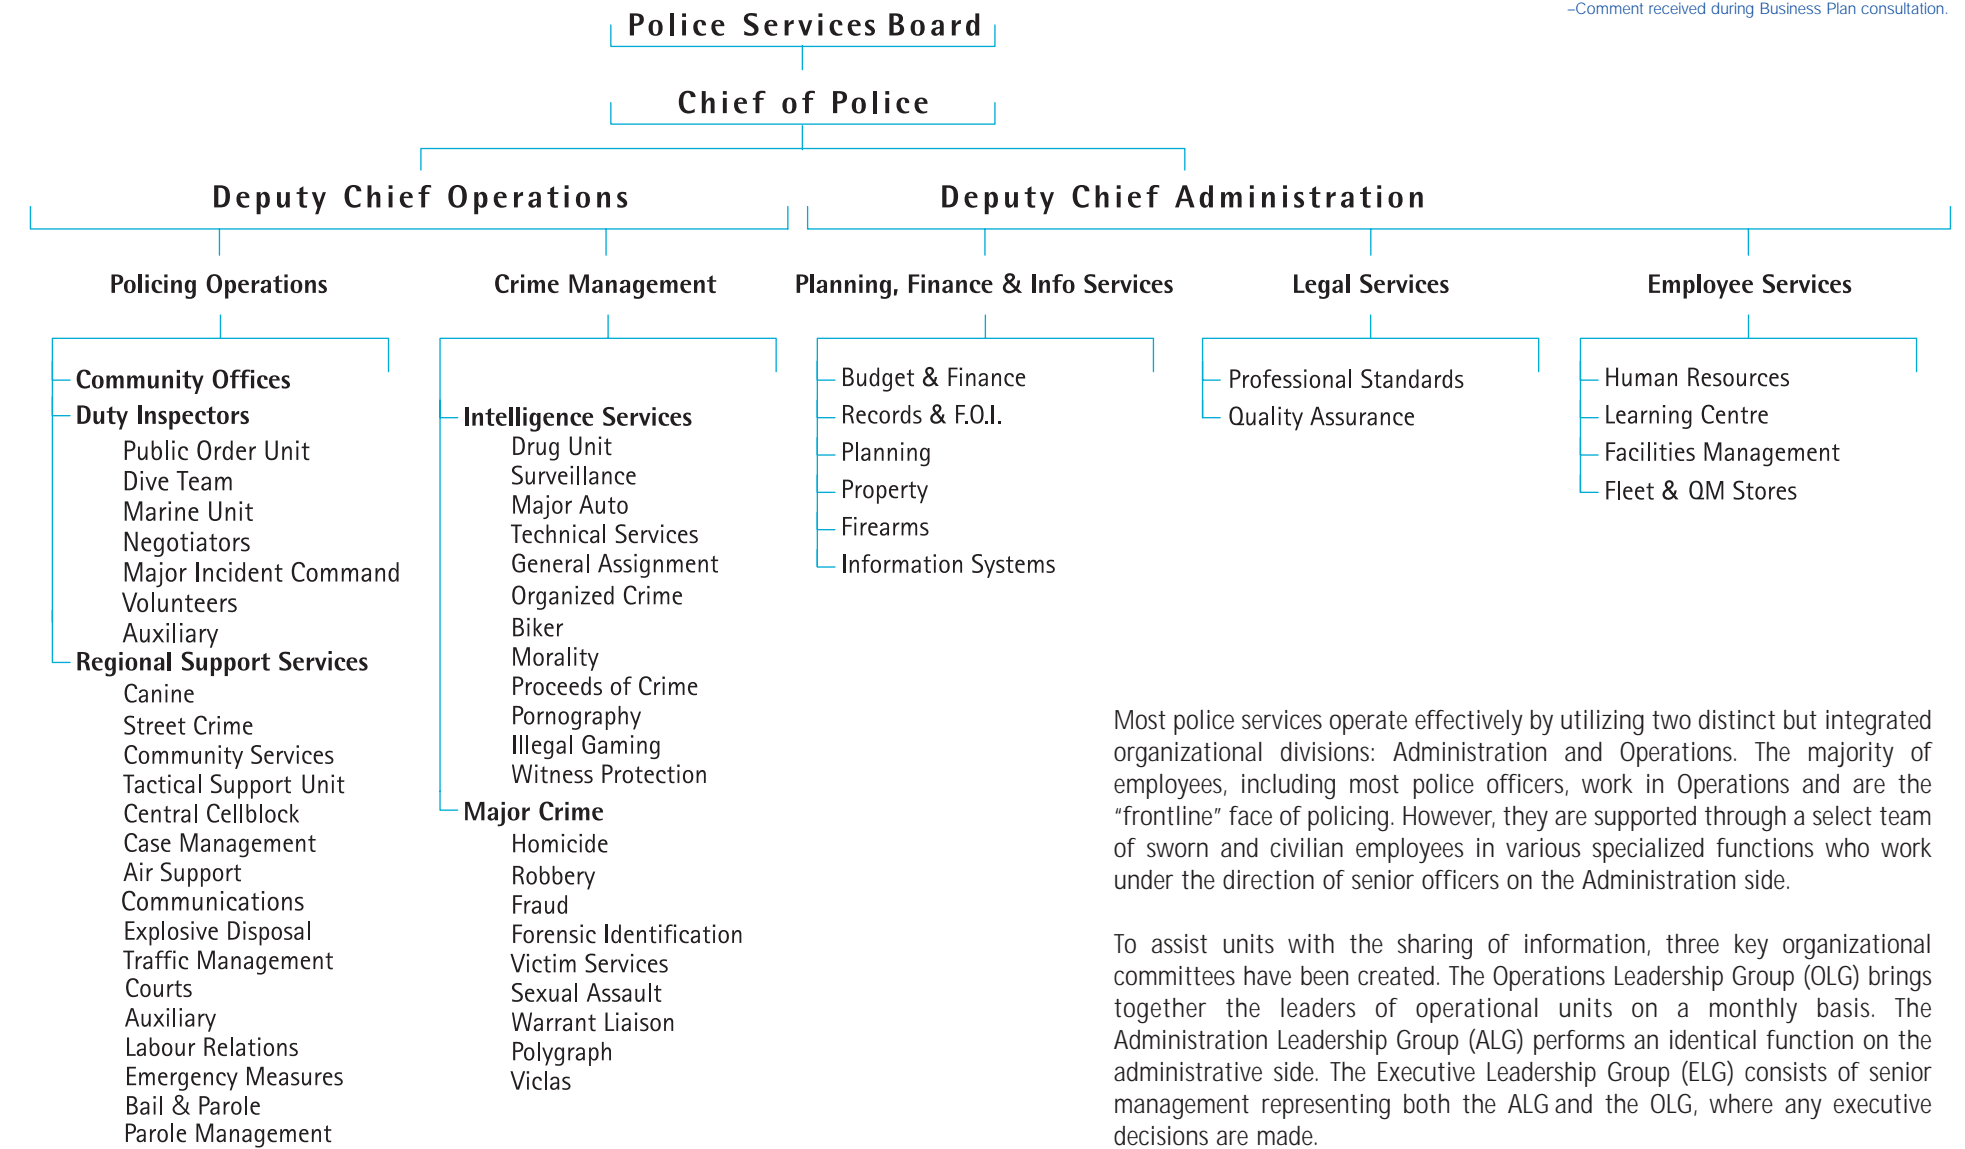 –Comment received during Business Plan consultation.
Police Services Board
Chief of Police
Deputy Chief Operations
Deputy Chief Administration
Policing Operations
Community Offices
Duty Inspectors
Public Order Unit
Dive Team
Marine Unit
Negotiators
Major Incident Command
Volunteers
Auxiliary
Regional Support Services
Canine
Street Crime
Community Services
Tactical Support Unit
Central Cellblock
Case Management
Air Support
Communications
Explosive Disposal
Traffic Management
Courts
Auxiliary
Labour Relations
Emergency Measures
Bail & Parole
Parole Management
Crime Management
Intelligence Services
Drug Unit
Surveillance
Major Auto
Technical Services
General Assignment
Organized Crime
Biker
Morality
Proceeds of Crime
Pornography
Illegal Gaming
Witness Protection
Major Crime
Homicide
Robbery
Fraud
Forensic Identification
Victim Services
Sexual Assault
Warrant Liaison
Polygraph
Viclas
Planning, Finance & Info Services
Budget & Finance
Records & F.O.I.
Planning
Property
Firearms
Information Systems
Legal Services
Professional Standards
Quality Assurance
Employee Services
Human Resources
Learning Centre
Facilities Management
Fleet & QM Stores
Most police services operate effectively by utilizing two distinct but integrated
organizational divisions: Administration and Operations. The majority of
employees, including most police officers, work in Operations and are the
“frontline” face of policing. However, they are supported through a select team
of sworn and civilian employees in various specialized functions who work
under the direction of senior officers on the Administration side.
To assist units with the sharing of information, three key organizational
committees have been created. The Operations Leadership Group (OLG) brings
together the leaders of operational units on a monthly basis. The
Administration Leadership Group (ALG) performs an identical function on the
administrative side. The Executive Leadership Group (ELG) consists of senior
management representing both the ALG and the OLG, where any executive
decisions are made.